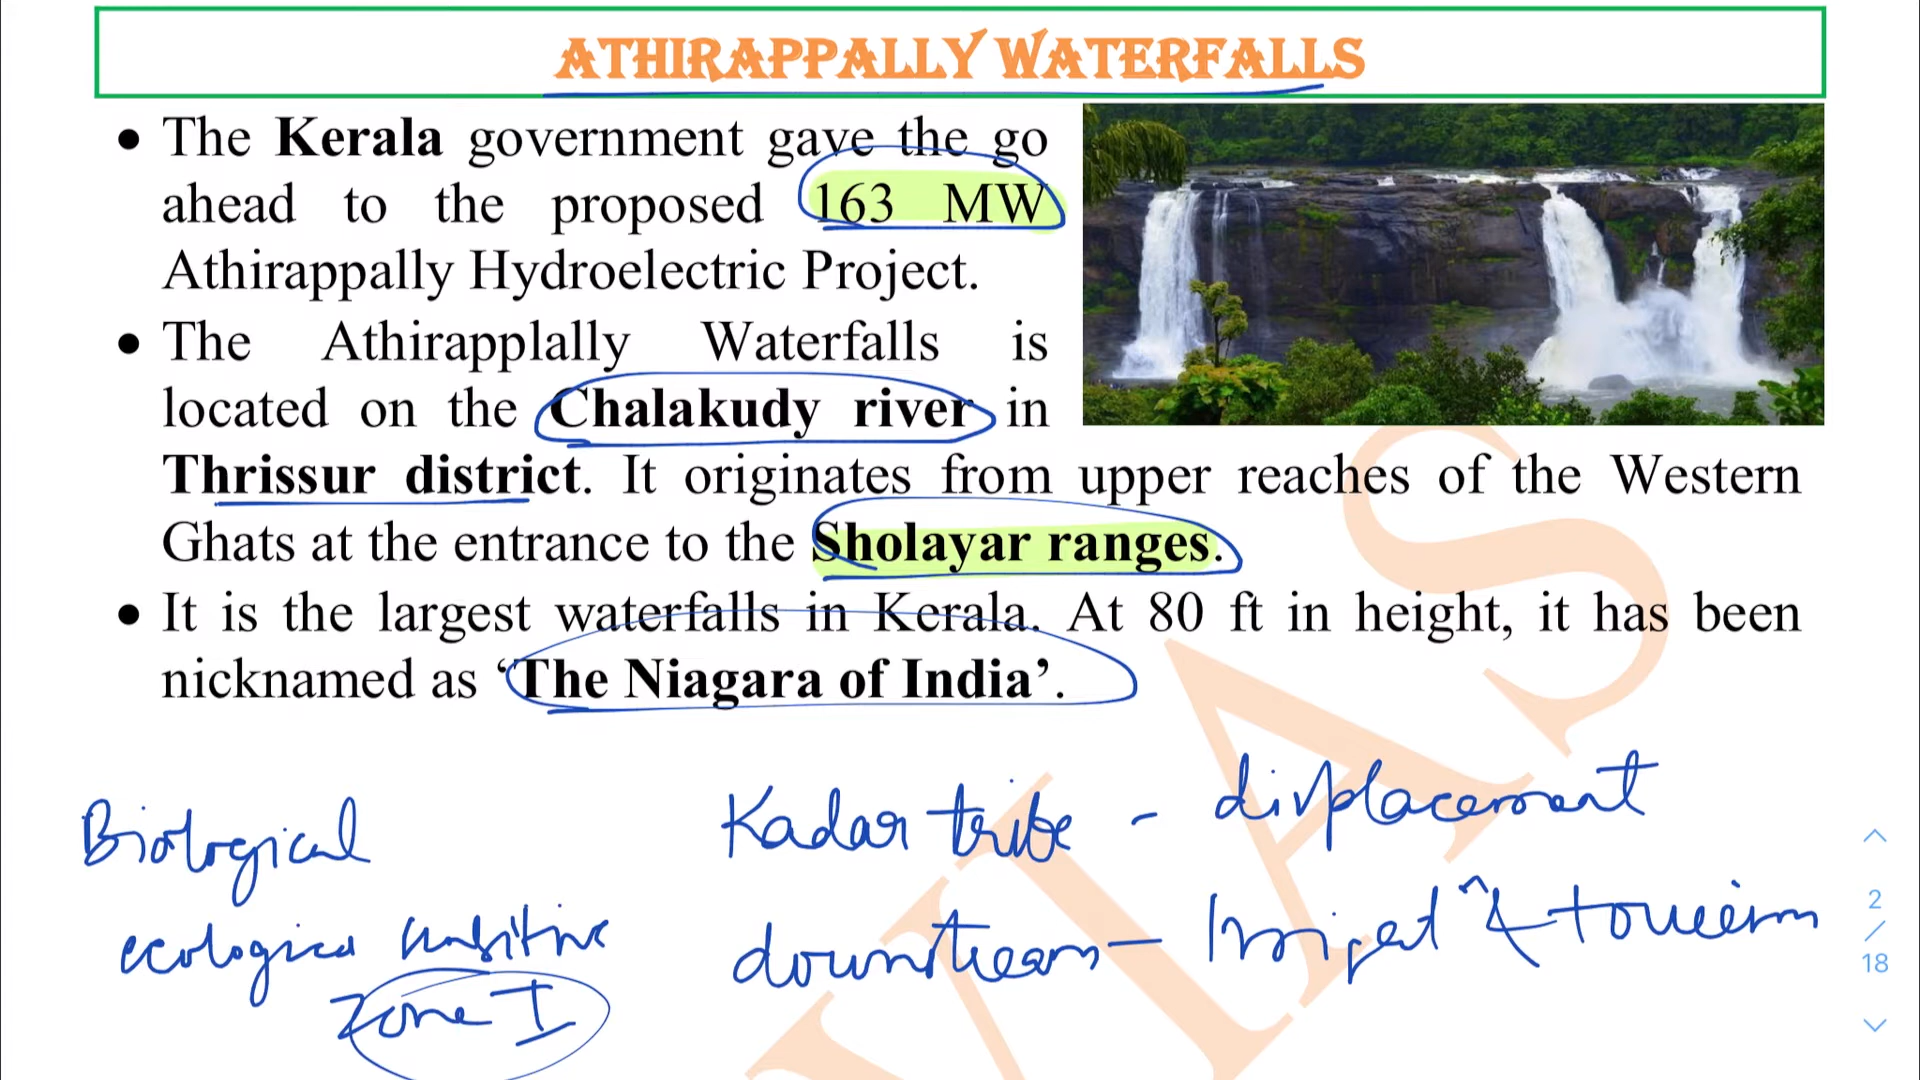 ATHIRAPPALLY WATERFALLS
• The Kerala government gave the go
ahead to the proposed 163 MW
Athirappally Hydroelectric Project.
• The Athirapplally Waterfalls is
located on the Chalakudy river in
Thrissur district. It originates from upper reaches of the Western
Ghats at the entrance to the Sholayar ranges.
• It is the largest waterfalls in Kerala. At 80 ft in height, it has been
nicknamed as ‘The Niagara of India’.
Biological
ecological sensitive
Zone I
Kadar tribe - displacement
downstream - Irrigatn & tourism
2
/
18
VIAS